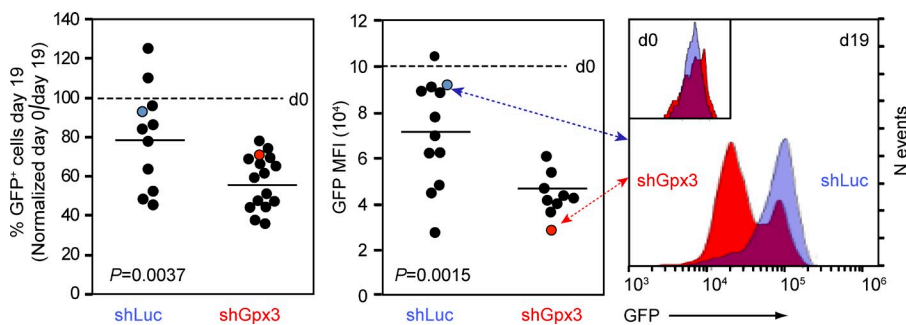 % GFP+ cells day 19
(Normalized day 0/day 19)
140%
120
100
80
60
40
20
0
d0
P=0.0037
shLuc
shGpx3
GFP MFI (10⁴)
12
10
8
6
4
2
d0
P=0.0015
shLuc
shGpx3
d0
d19
shGpx3
shLuc
N events
10³
10⁴
10⁵
10⁶
GFP